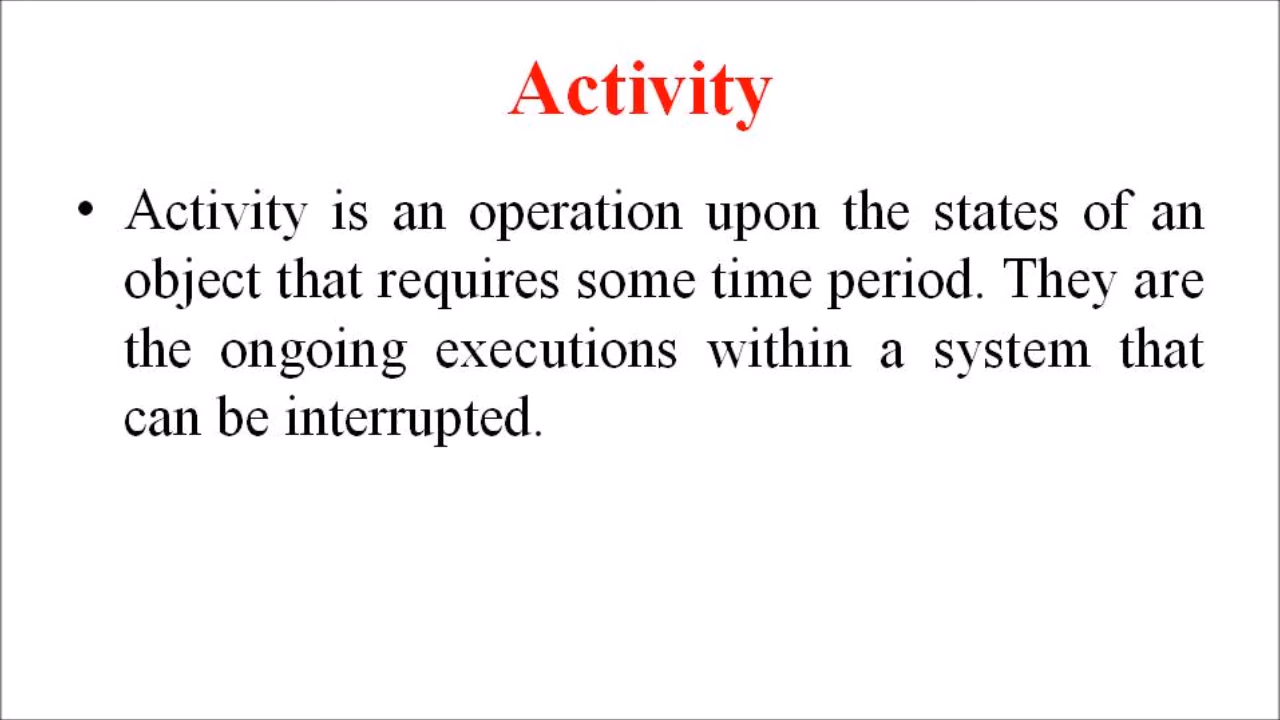 Activity
• Activity is an operation upon the states of an
object that requires some time period. They are
the ongoing executions within a system that
can be interrupted.